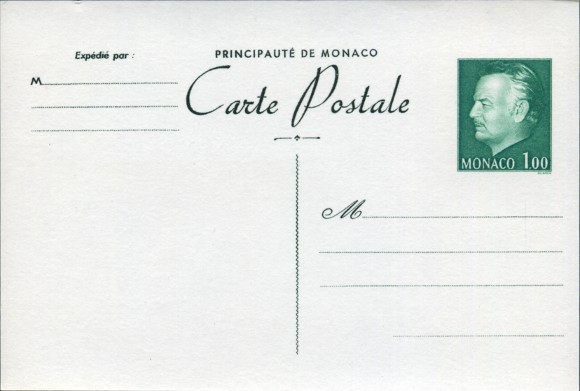 Expédié par :
M
PRINCIPAUTÉ DE MONACO
Carte Postale
MONACO 1.00
M